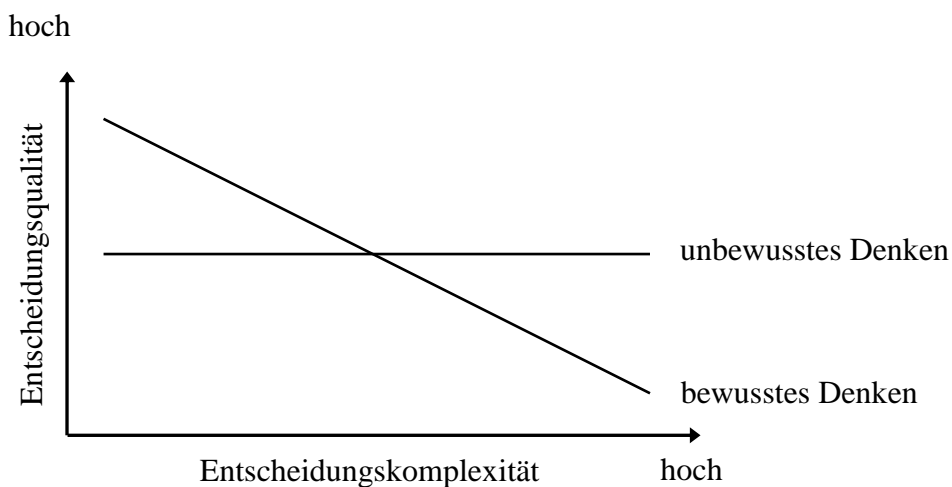 hoch
Entscheidungsqualität
unbewusstes Denken
bewusstes Denken
Entscheidungskomplexität
hoch